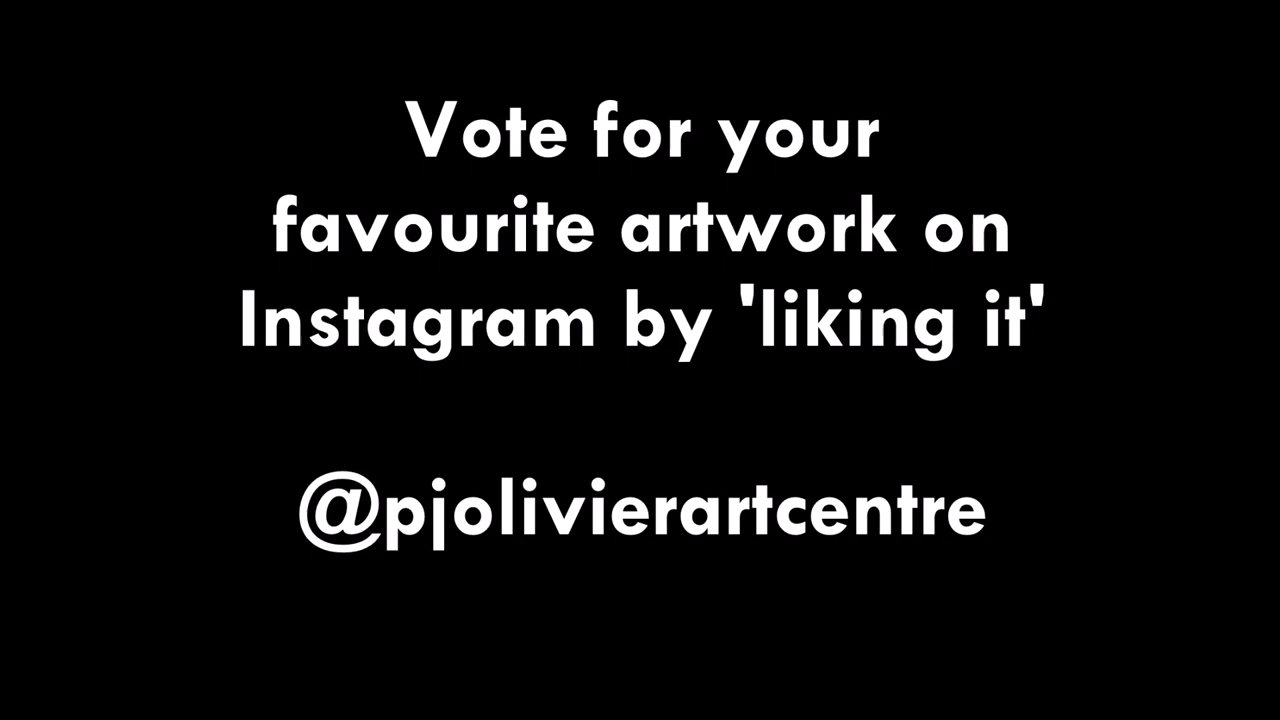 Vote for your
favourite artwork on
Instagram by 'liking it'
@pjolivierartcentre